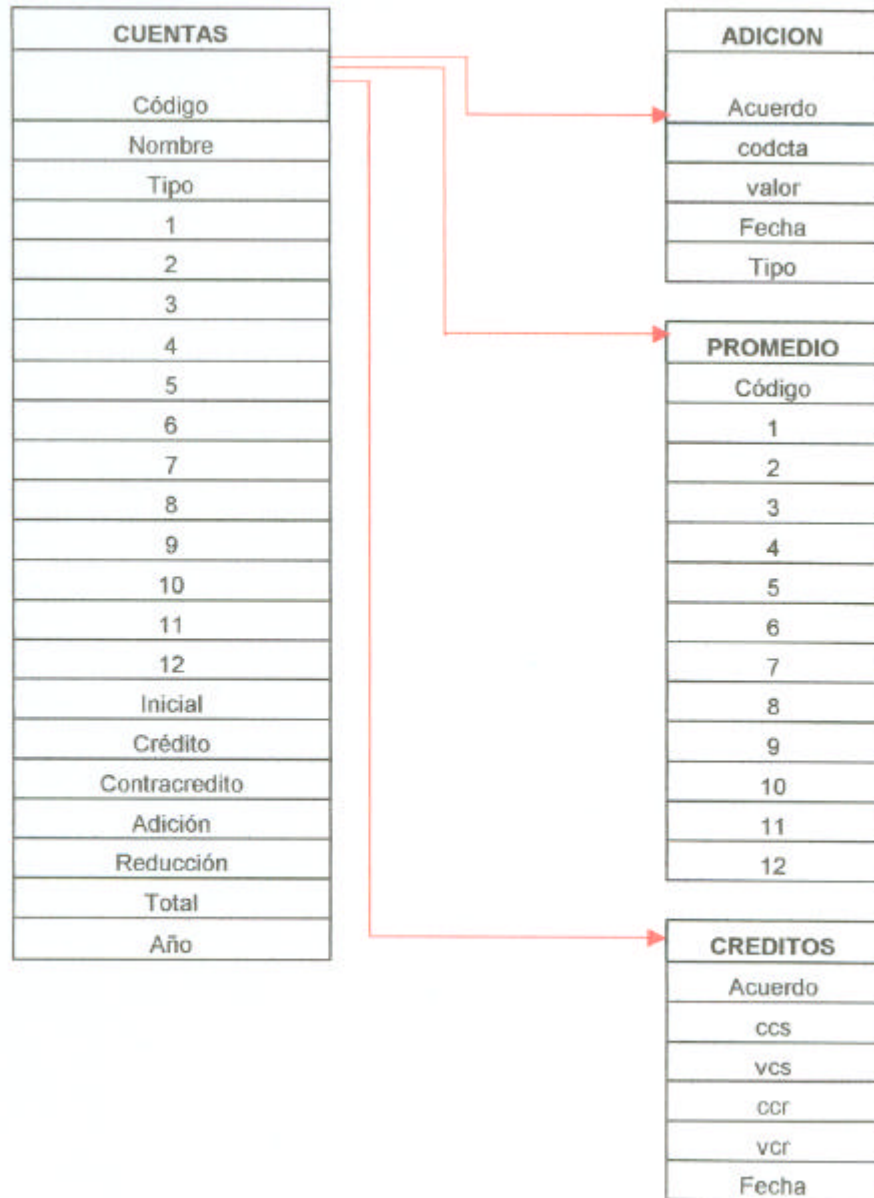 CUENTAS
Código
Nombre
Tipo
1
2
3
4
5
6
7
8
9
10
11
12
Inicial
Crédito
Contracredito
Adición
Reducción
Total
Año
ADICION
Acuerdo
codcta
valor
Fecha
Tipo
PROMEDIO
Código
1
2
3
4
5
6
7
8
9
10
11
12
CREDITOS
Acuerdo
ccs
vcs
ccr
vcr
Fecha